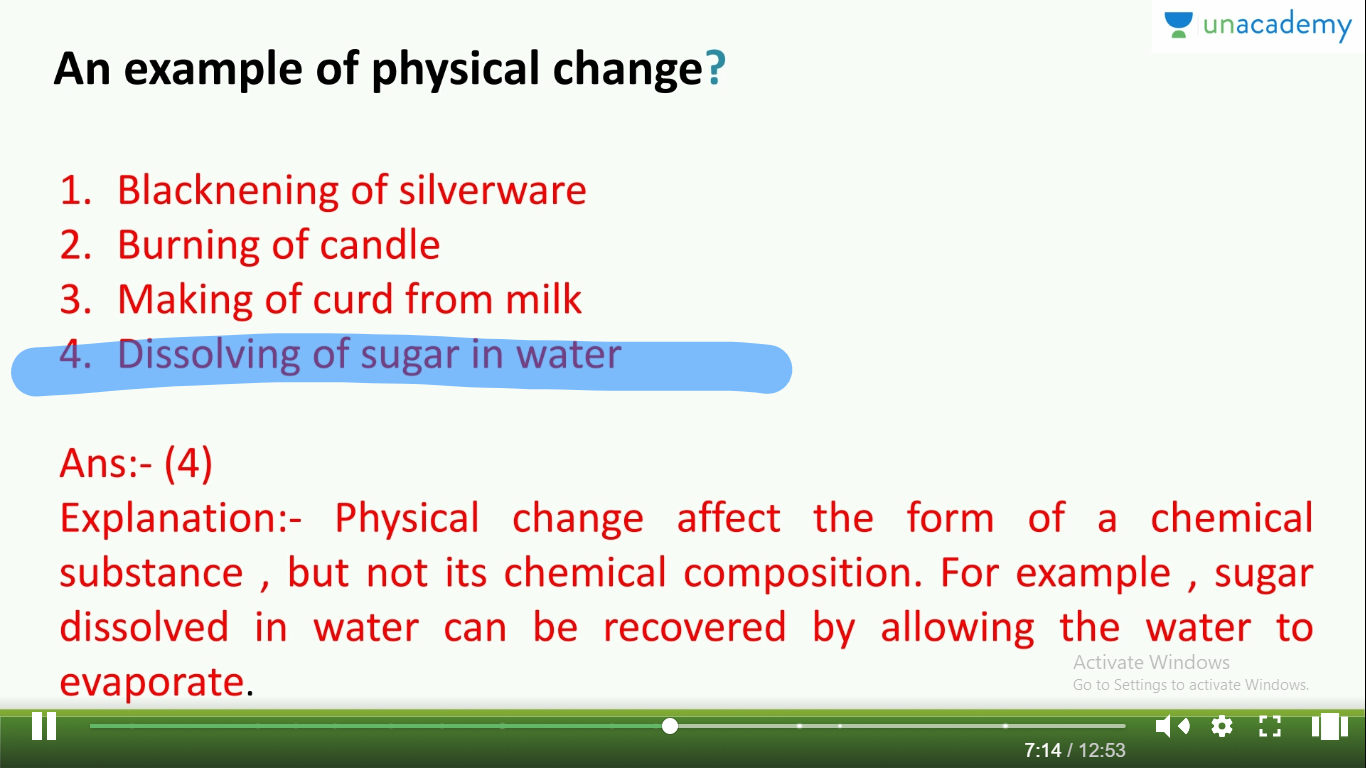 unacademy
An example of physical change?
1. Blacknening of silverware
2. Burning of candle
3. Making of curd from milk
4. Dissolving of sugar in water
Ans:- (4)
Explanation:- Physical change affect the form of a chemical
substance , but not its chemical composition. For example , sugar
dissolved in water can be recovered by allowing the water to
evaporate.
Activate Windows
Go to Settings to activate Windows.
7:14 / 12:53